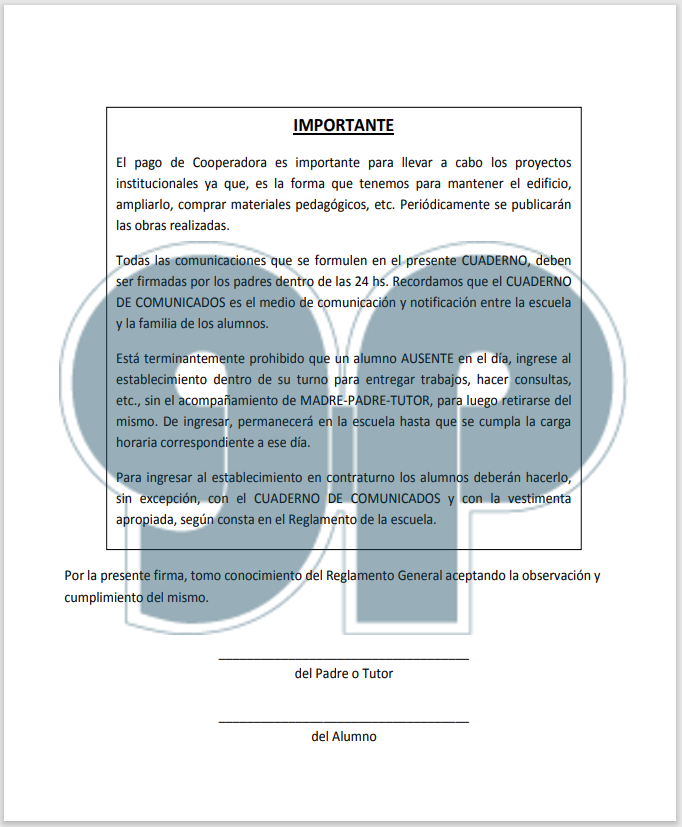 IMPORTANTE
El pago de Cooperadora es importante para llevar a cabo los proyectos
institucionales ya que, es la forma que tenemos para mantener el edificio,
ampliarlo, comprar materiales pedagógicos, etc. Periódicamente se publicarán
las obras realizadas.
Todas las comunicaciones que se formulen en el presente CUADERNO, deben
ser firmadas por los padres dentro de las 24 hs. Recordamos que el CUADERNO
DE COMUNICADOS es el medio de comunicación y notificación entre la escuela
y la familia de los alumnos.
Está terminantemente prohibido que un alumno AUSENTE en el día, ingrese al
establecimiento dentro de su turno para entregar trabajos, hacer consultas,
etc., sin el acompañamiento de MADRE-PADRE-TUTOR, para luego retirarse del
mismo. De ingresar, permanecerá en la escuela hasta que se cumpla la carga
horaria correspondiente a ese día.
Para ingresar al establecimiento en contraturno los alumnos deberán hacerlo,
sin excepción, con el CUADERNO DE COMUNICADOS y con la vestimenta
apropiada, según consta en el Reglamento de la escuela.
Por la presente firma, tomo conocimiento del Reglamento General aceptando la observación y
cumplimiento del mismo.
del Padre o Tutor
del Alumno
gp